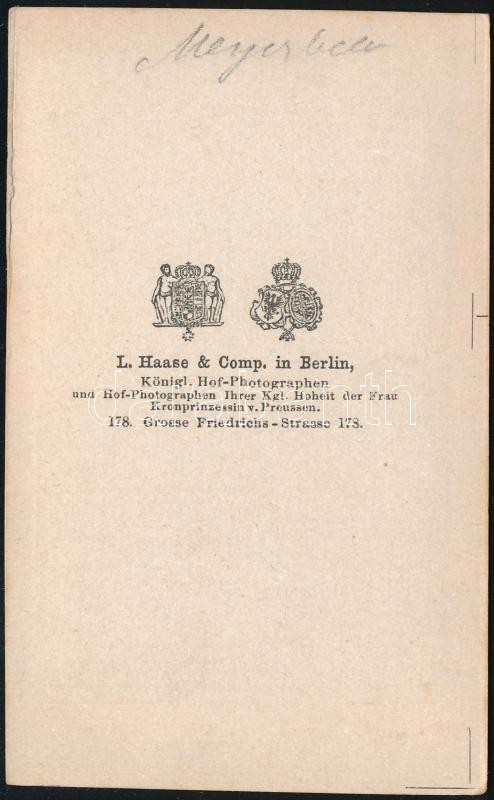 Meyerbeer
L. Haase & Comp. in Berlin,
Königl. Hof-Photographen
und Hof-Photographen Ihrer Kgl. Hoheit der Frau
Kronprinzessin v. Preussen.
178. Grosse Friedrichs-Strasse 178.
darabanth